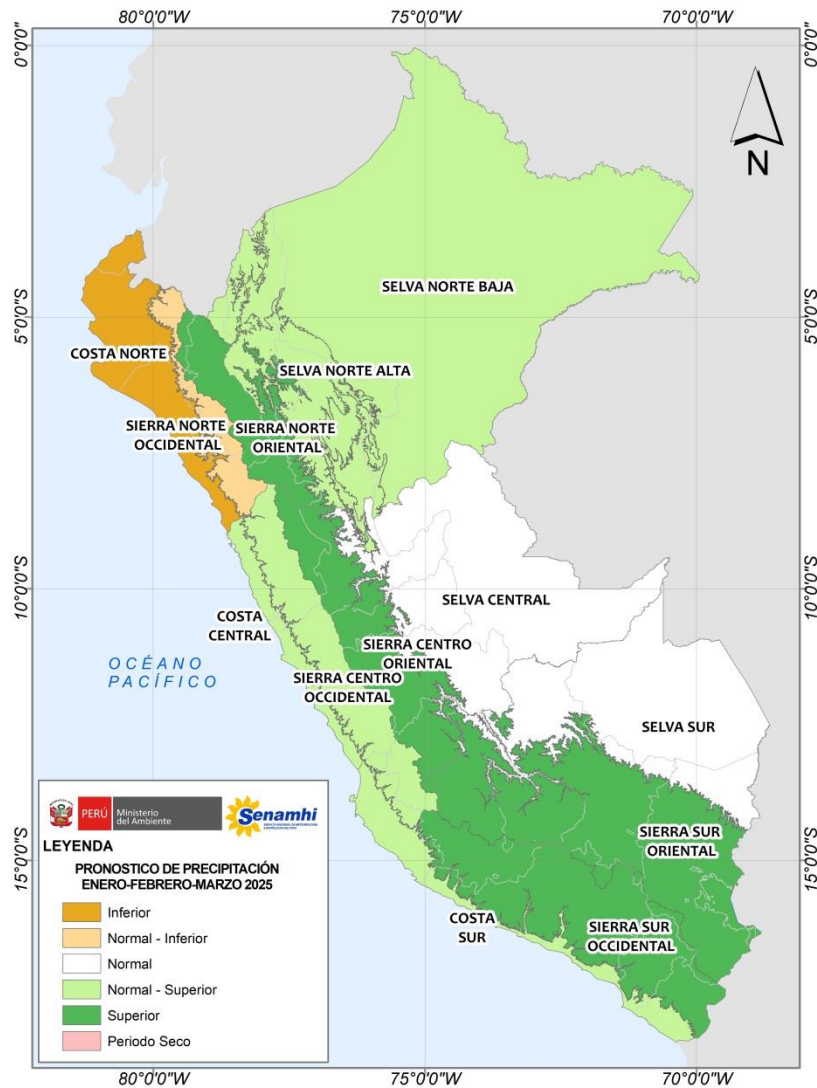 80°0'0"W
75°0'0"W
70°0'0"W
0°0'0"
0°0'0"
N
SELVA NORTE BAJA
5°0'0"S
5°0'0"S
COSTA NORTE
SELVA NORTE ALTA
SIERRA NORTE
OCCIDENTAL
SIERRA NORTE
ORIENTAL
10°0'0"S
10°0'0"S
SELVA CENTRAL
COSTA
CENTRAL
SIERRA CENTRO
ORIENTAL
OCÉANO
PACÍFICO
SIERRA CENTRO
OCCIDENTAL
SELVA SUR
SIERRA SUR
ORIENTAL
15°0'0"S
15°0'0"S
COSTA
SUR
SIERRA SUR
OCCIDENTAL
PERÚ
Ministerio
del Ambiente
Senamhi
LEYENDA
PRONOSTICO DE PRECIPITACIÓN
ENERO-FEBRERO-MARZO 2025
Inferior
Normal - Inferior
Normal
Normal - Superior
Superior
Periodo Seco
80°0'0"W
75°0'0"W
70°0'0"W